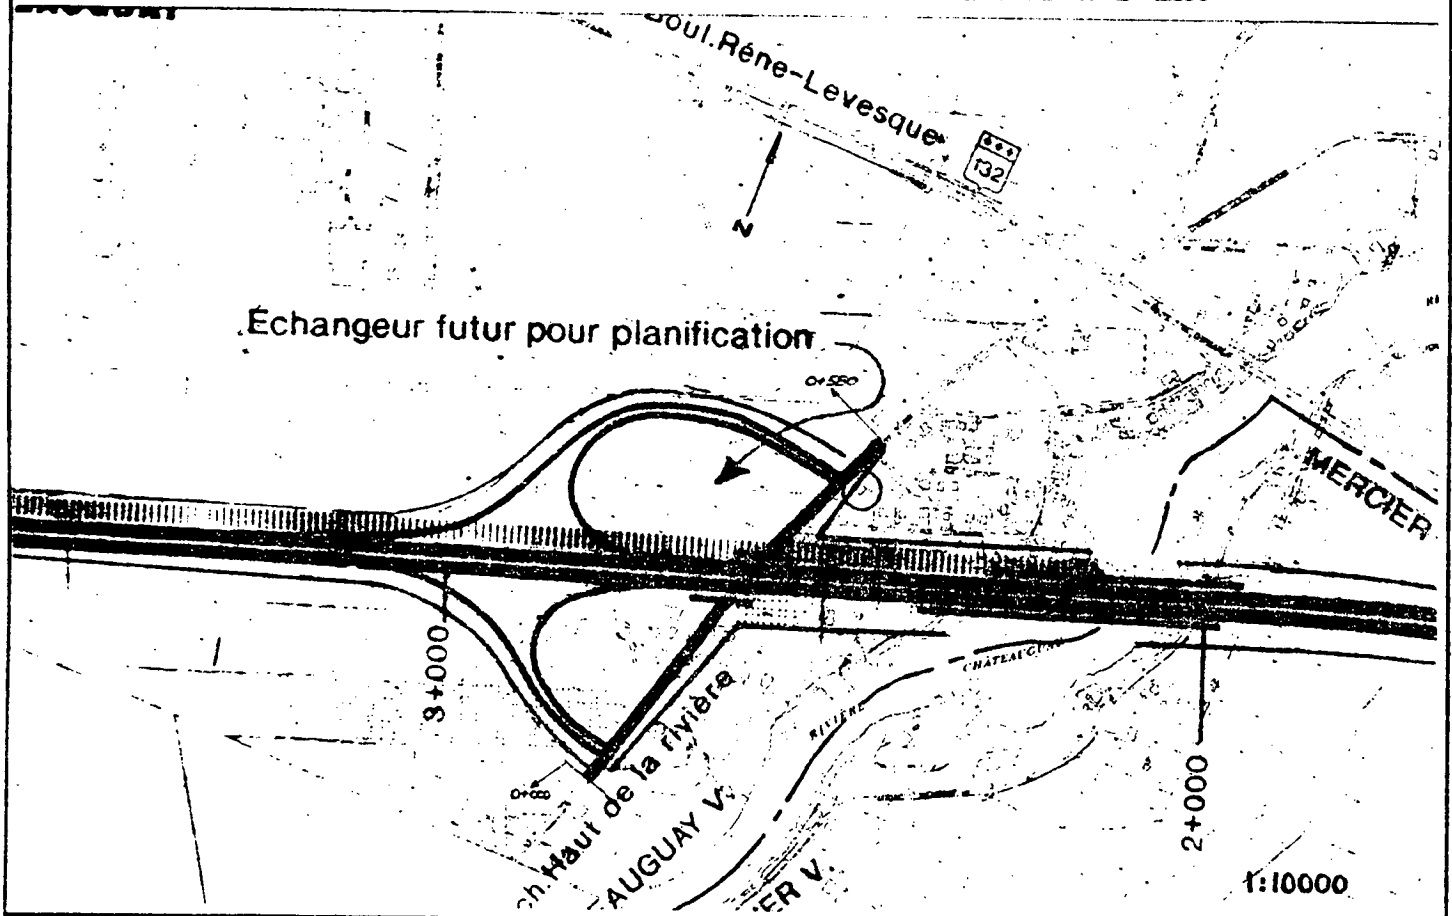 Boul.Réne-Levesque
132
N
Échangeur futur pour planification
0+580
MERCIER
3+000
CHÂTEAUGUAY
RIVIÈRE
ch.Haut de la rivière
0+000
AUGUAY V.
ER V.
2+000
1:10000